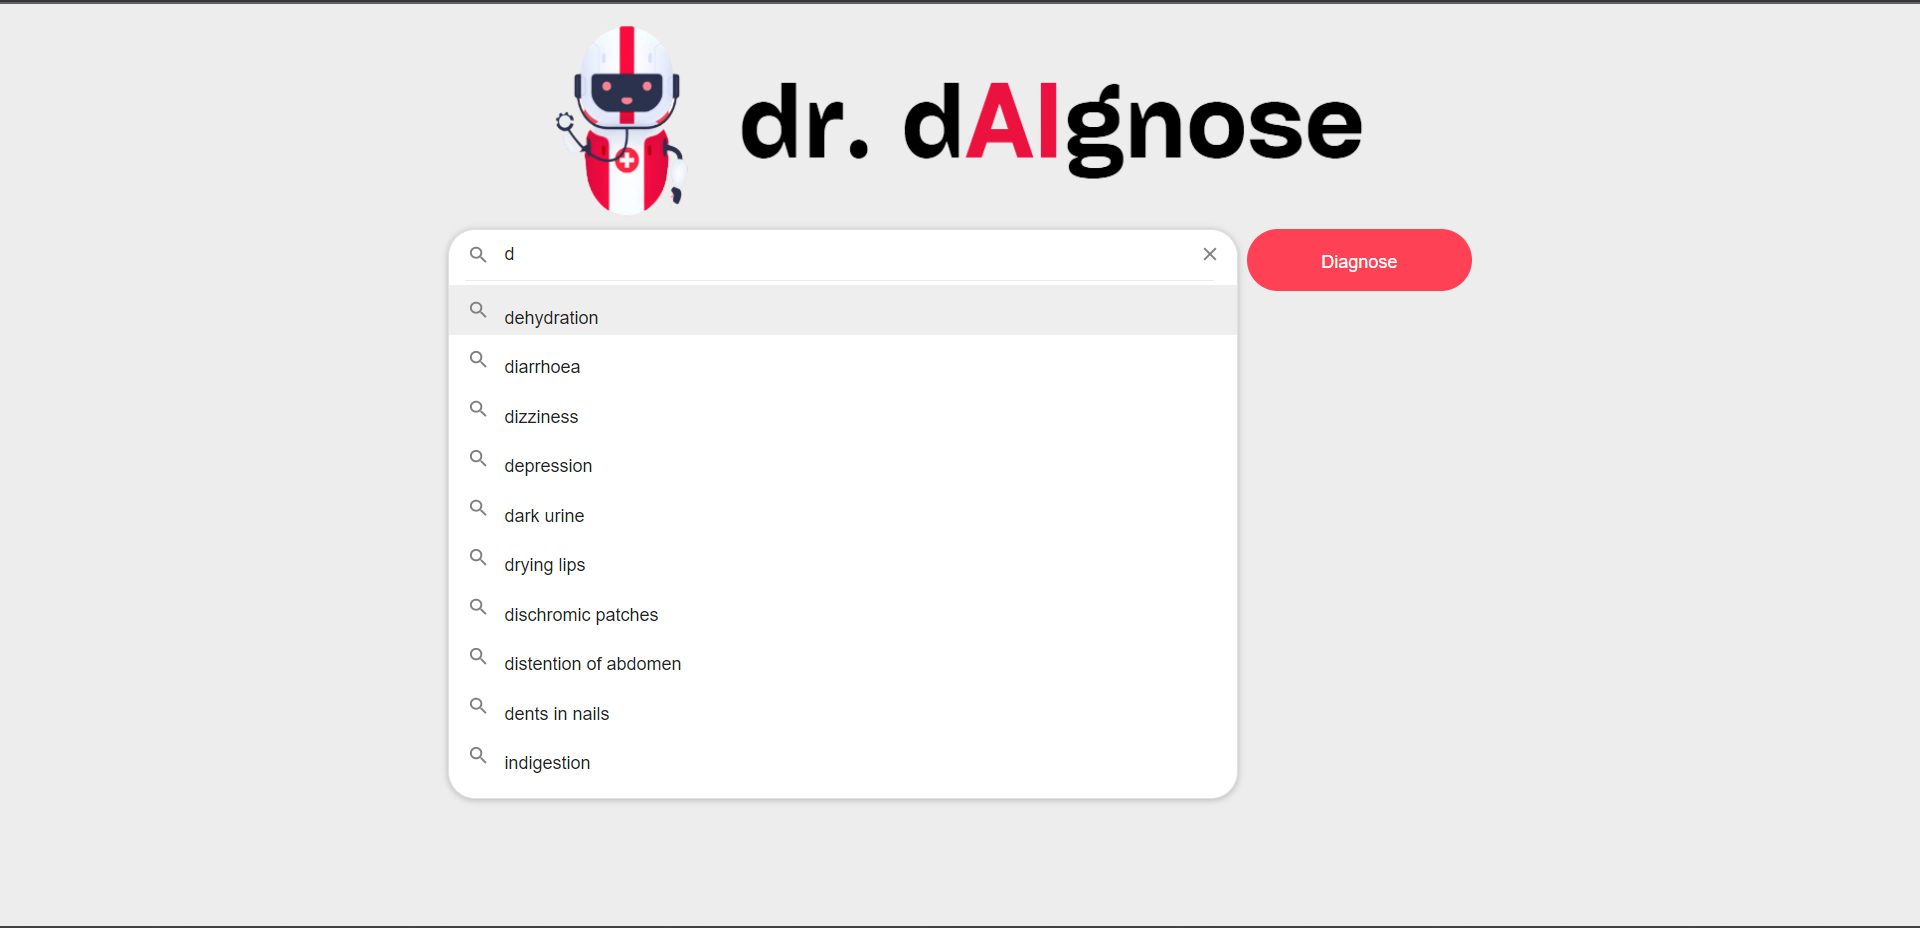 dr. dAIgnose
d
Diagnose
dehydration
diarrhoea
dizziness
depression
dark urine
drying lips
dischromic patches
distention of abdomen
dents in nails
indigestion